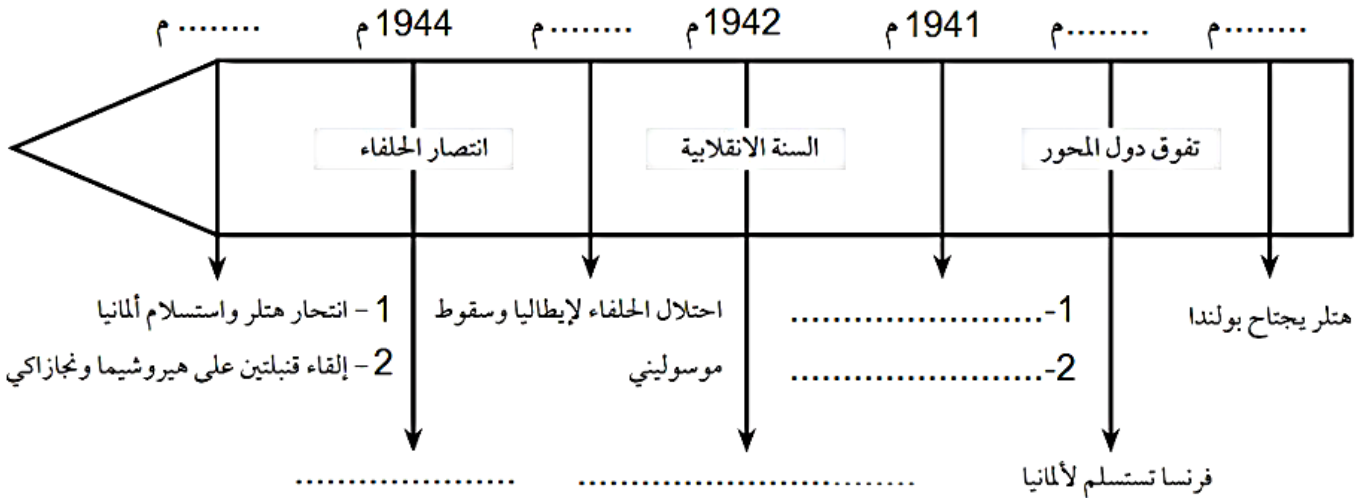 ........م ........م 1941م 1942م ........م 1944م ........ م
تفوق دول المحور السنة الانقلابية انتصار الحلفاء
هتلر يجتاح بولندا
1-........................
2-........................
احتلال الحلفاء لإيطاليا وسقوط
موسوليني
1 – انتحار هتلر واستسلام ألمانيا
2 – إلقاء قنبلتين على هيروشيما ونجازاكي
فرنسا تستسلم لألمانيا ................................ .....................